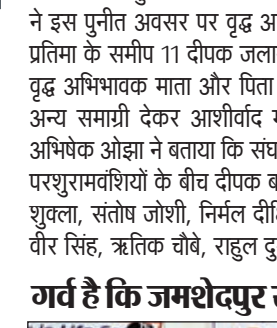 ने इस पुनीत अवसर पर वृद्ध
प्रतिमा के समीप 11 दीपक जला
वृद्ध अभिभावक माता और पिता
अन्य समाग्री देकर आशीर्वाद
अभिषेक ओझा ने बताया कि संघ
परशुरामवंशियों के बीच दीपक ब
शुक्ला, संतोष जोशी, निर्मल दीक्षि
वीर सिंह, ऋतिक चौबे, राहुल दु
गर्व है कि जमशेदपुर